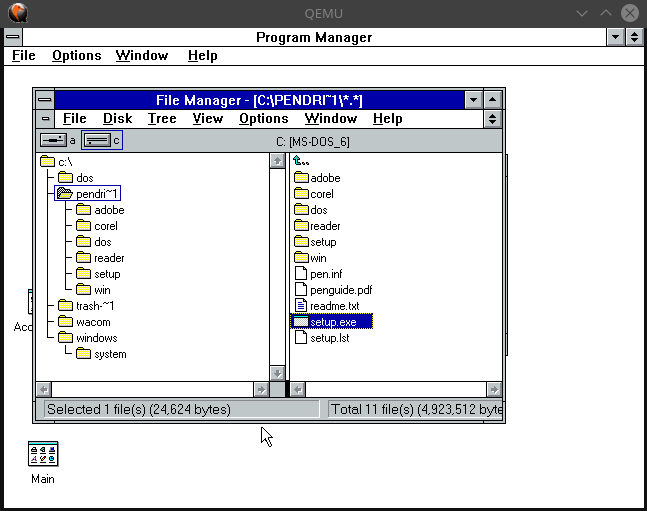 QEMU
Program Manager
File Options Window Help
File Manager - [C:\PENDRI~1\*.*]
File Disk Tree View Options Window Help
a c C: [MS-DOS_6]
c:\
dos
pendri~1
adobe
corel
dos
reader
setup
win
trash-~1
wacom
windows
system
..
adobe
corel
dos
reader
setup
win
pen.inf
penguide.pdf
readme.txt
setup.exe
setup.lst
Selected 1 file(s) (24,624 bytes)
Total 11 file(s) (4,923,512 byte
Acc
Main